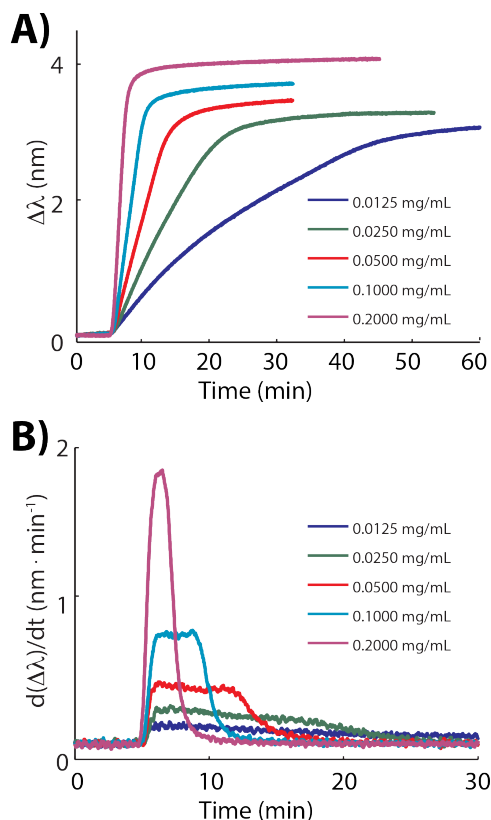 A)
4
2
0
Δλ (nm)
0.0125 mg/mL
0.0250 mg/mL
0.0500 mg/mL
0.1000 mg/mL
0.2000 mg/mL
0 10 20 30 40 50 60
Time (min)
B)
2
1
0
d(Δλ)/dt (nm · min⁻¹)
0.0125 mg/mL
0.0250 mg/mL
0.0500 mg/mL
0.1000 mg/mL
0.2000 mg/mL
0 10 20 30
Time (min)